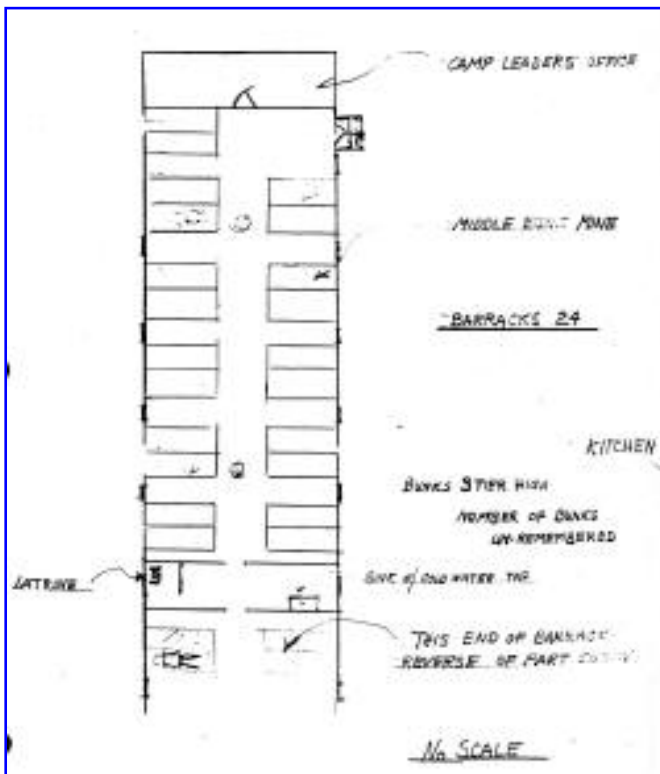 CAMP LEADERS OFFICE
MIDDLE BUNK MINE
BARRACKS 24
KITCHEN
BUNKS 3 TIER HIGH
NUMBER OF BUNKS
UN-REMEMBERED
LATRINE
SINK w/ COLD WATER TAP
THIS END OF BARRACK
REVERSE OF PART
No SCALE